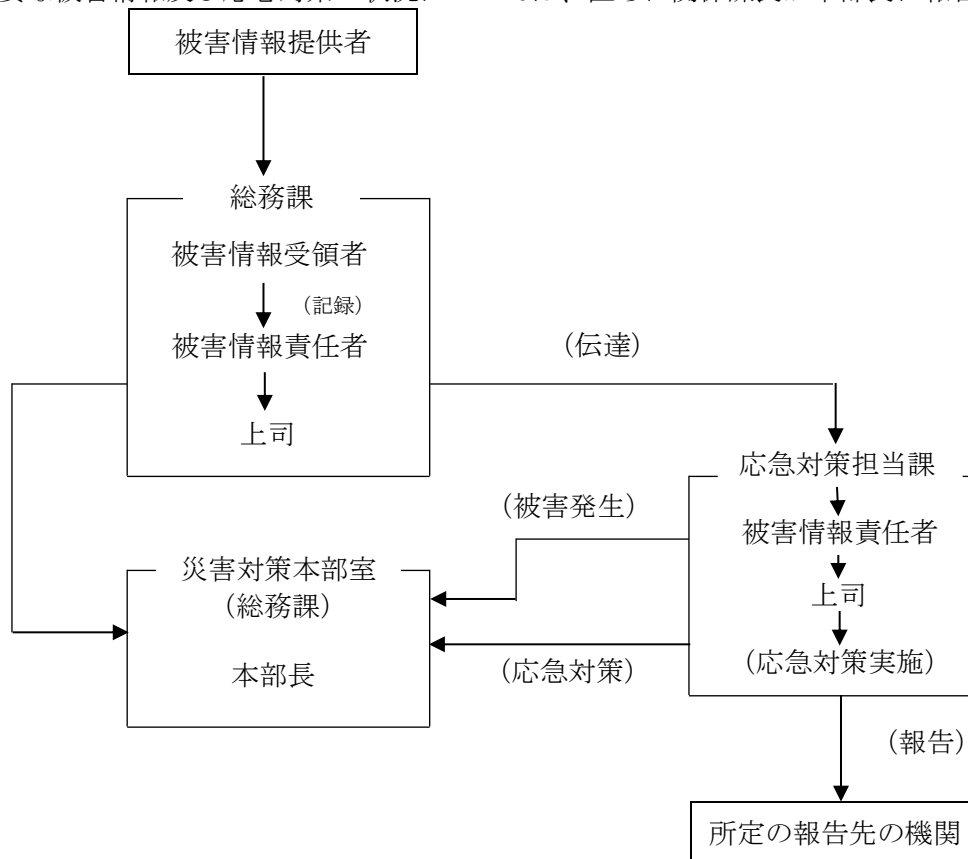 被害情報提供者
総務課
被害情報受領者
（記録）
被害情報責任者
上司
（伝達）
応急対策担当課
被害情報責任者
上司
（応急対策実施）
（被害発生）
災害対策本部室
（総務課）
本部長
（応急対策）
（報告）
所定の報告先の機関